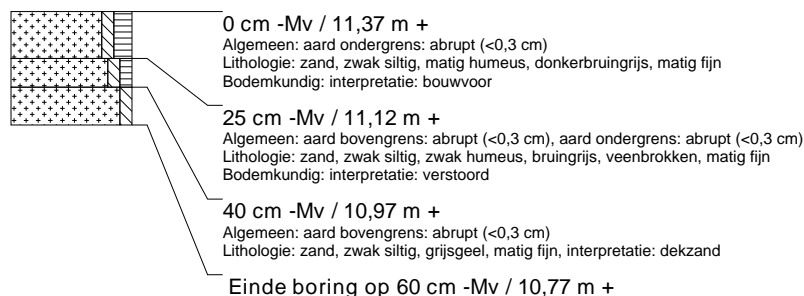 0 cm -Mv / 11,37 m +
Algemeen: aard ondergrens: abrupt (<0,3 cm)
Lithologie: zand, zwak siltig, matig humeus, donkerbruingrijs, matig fijn
Bodemkundig: interpretatie: bouwvoor
25 cm -Mv / 11,12 m +
Algemeen: aard bovengrens: abrupt (<0,3 cm), aard ondergrens: abrupt (<0,3 cm)
Lithologie: zand, zwak siltig, zwak humeus, bruingrijs, veenbrokken, matig fijn
Bodemkundig: interpretatie: verstoord
40 cm -Mv / 10,97 m +
Algemeen: aard bovengrens: abrupt (<0,3 cm)
Lithologie: zand, zwak siltig, grijsgeel, matig fijn, interpretatie: dekzand
Einde boring op 60 cm -Mv / 10,77 m +